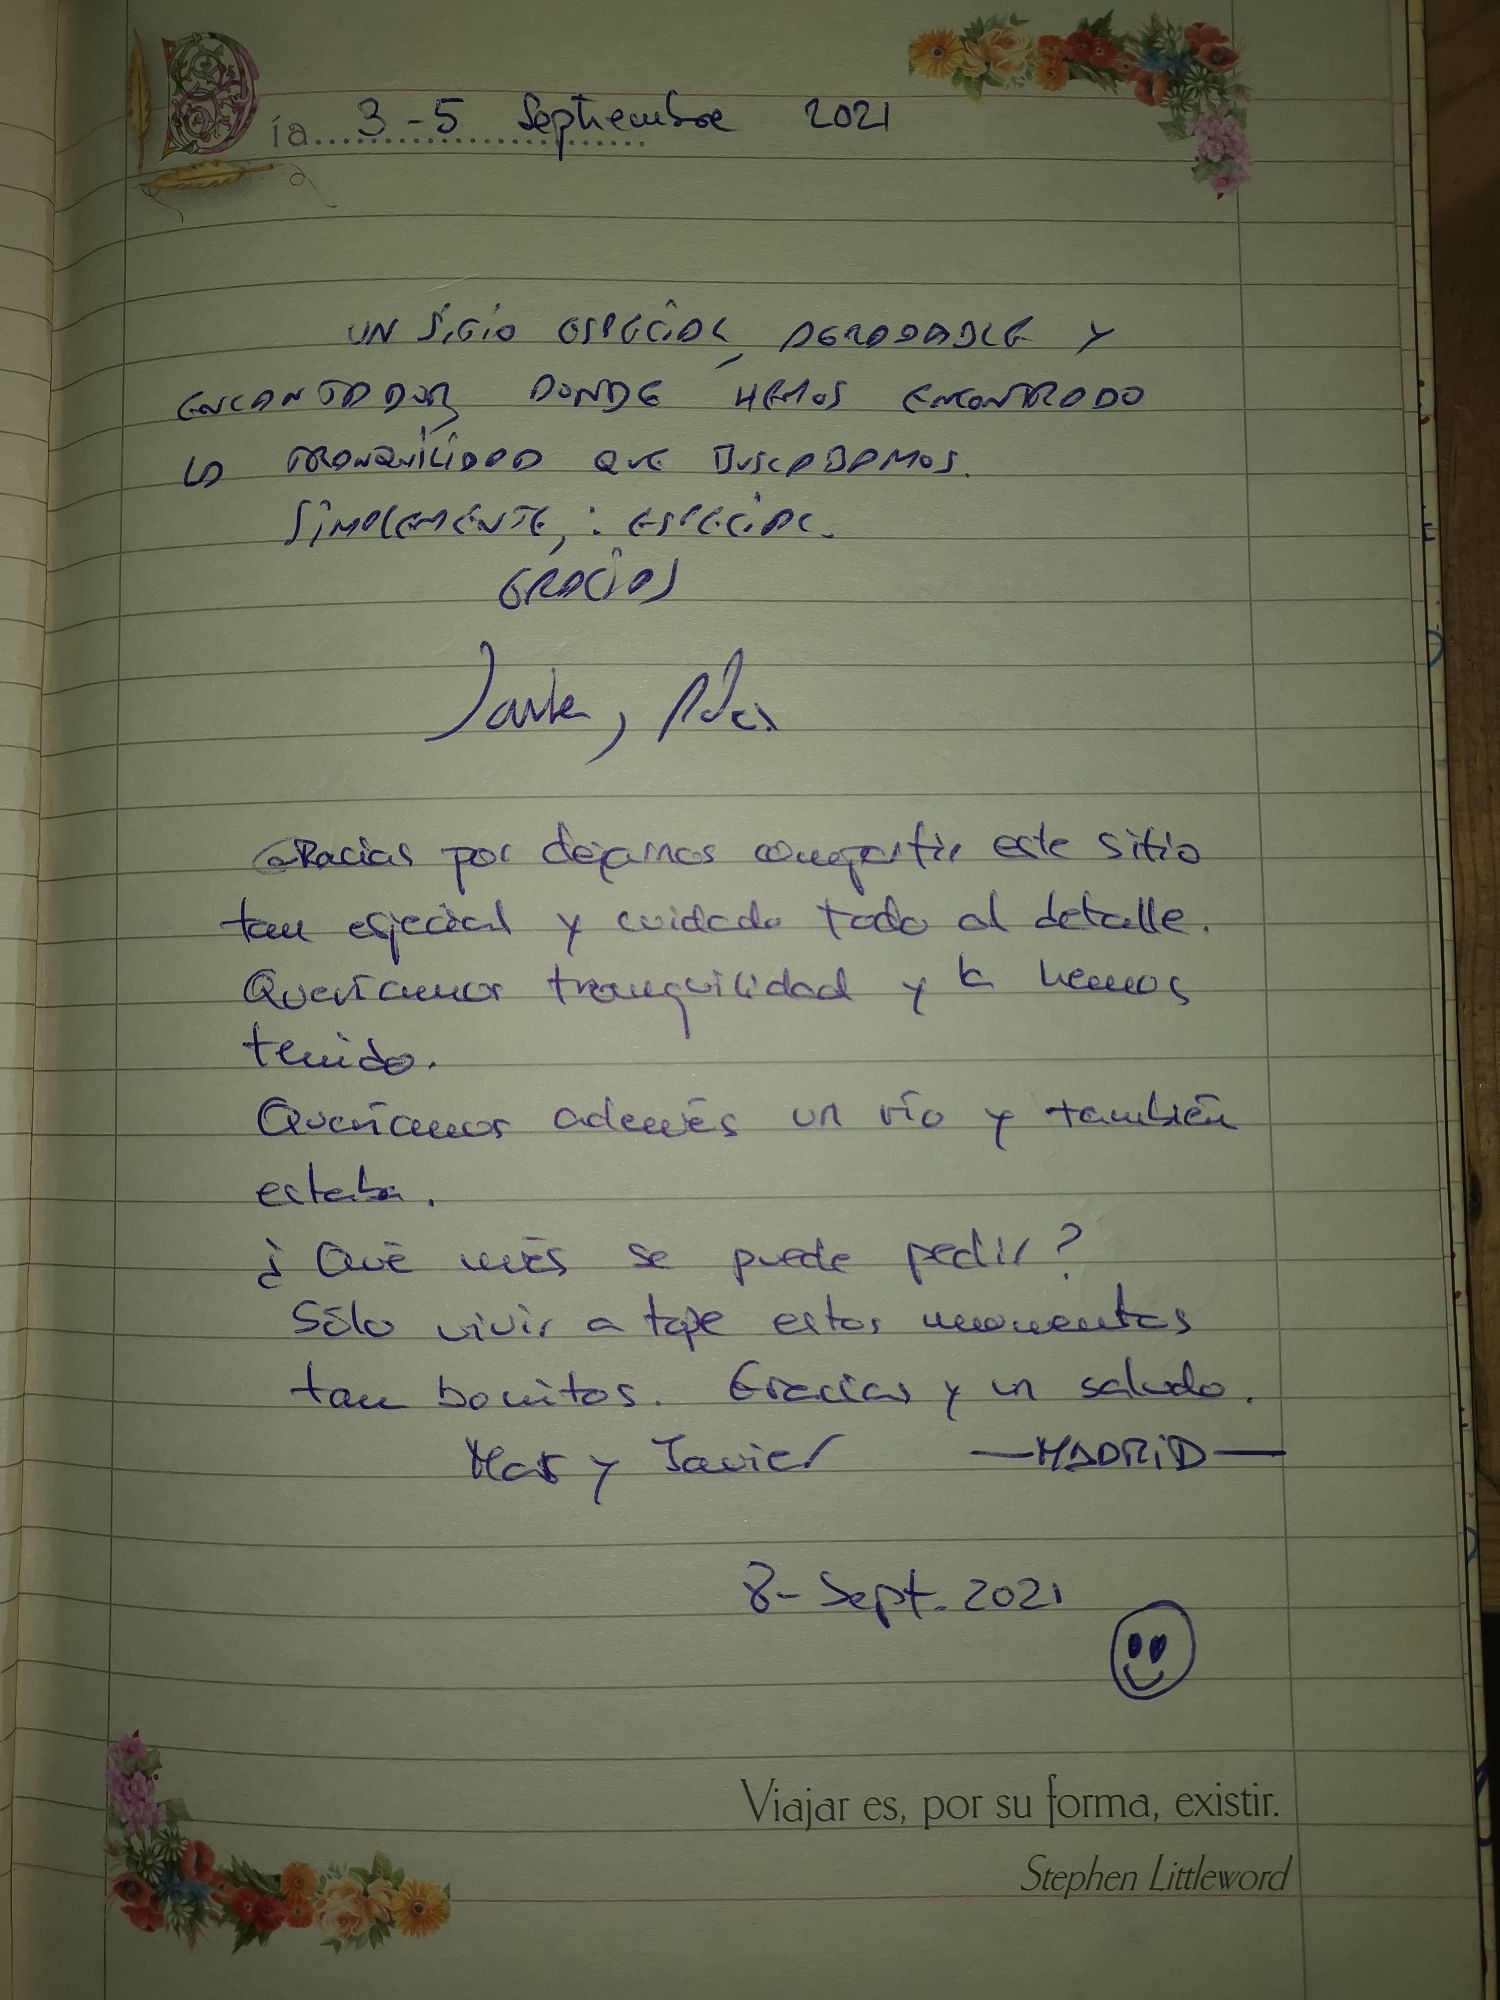 Día 3-5 Septiembre 2021
UN SITIO ESPECIAL, AGRADABLE Y
ENCANTADOR, DONDE HEMOS ENCONTRADO
LA TRANQUILIDAD QUE BUSCABAMOS.
SIMPLEMENTE,: ESPECIAL.
GRACIAS
Gracias por dejarnos compartir este sitio
tan especial y cuidado todo al detalle.
Queríamos tranquilidad y la hemos
tenido.
Queríamos además un río y también
estaba.
¿Qué más se puede pedir?
Sólo vivir a tope estos momentos
tan bonitos. Gracias y un saludo.
Mar y Javier —MADRID—
8-Sept. 2021
Viajar es, por su forma, existir.
Stephen Littleword